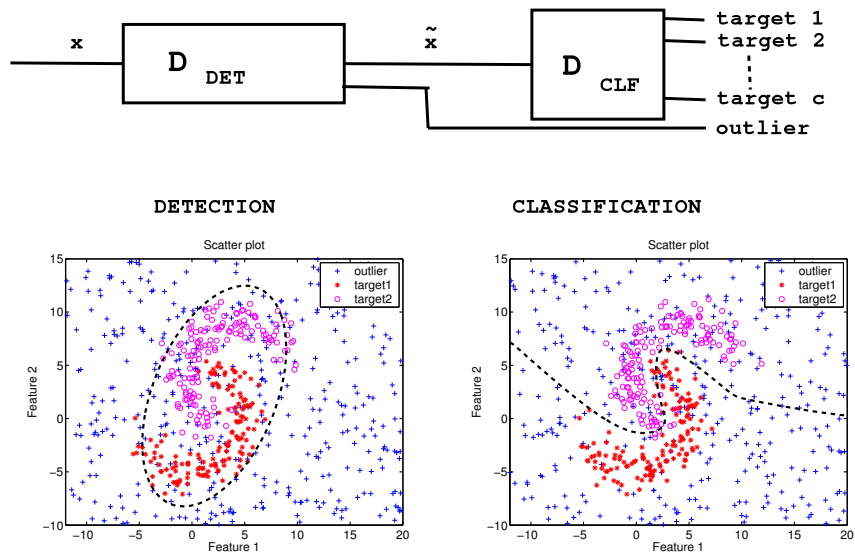 x
D DET
x̃
D CLF
target 1
target 2
target c
outlier
DETECTION
CLASSIFICATION
Scatter plot
outlier
target1
target2
15
10
5
0
−5
−10
Feature 2
−10 −5 0 5 10 15 20
Feature 1
Scatter plot
outlier
target1
target2
15
10
5
0
−5
−10
Feature 2
−10 −5 0 5 10 15 20
Feature 1